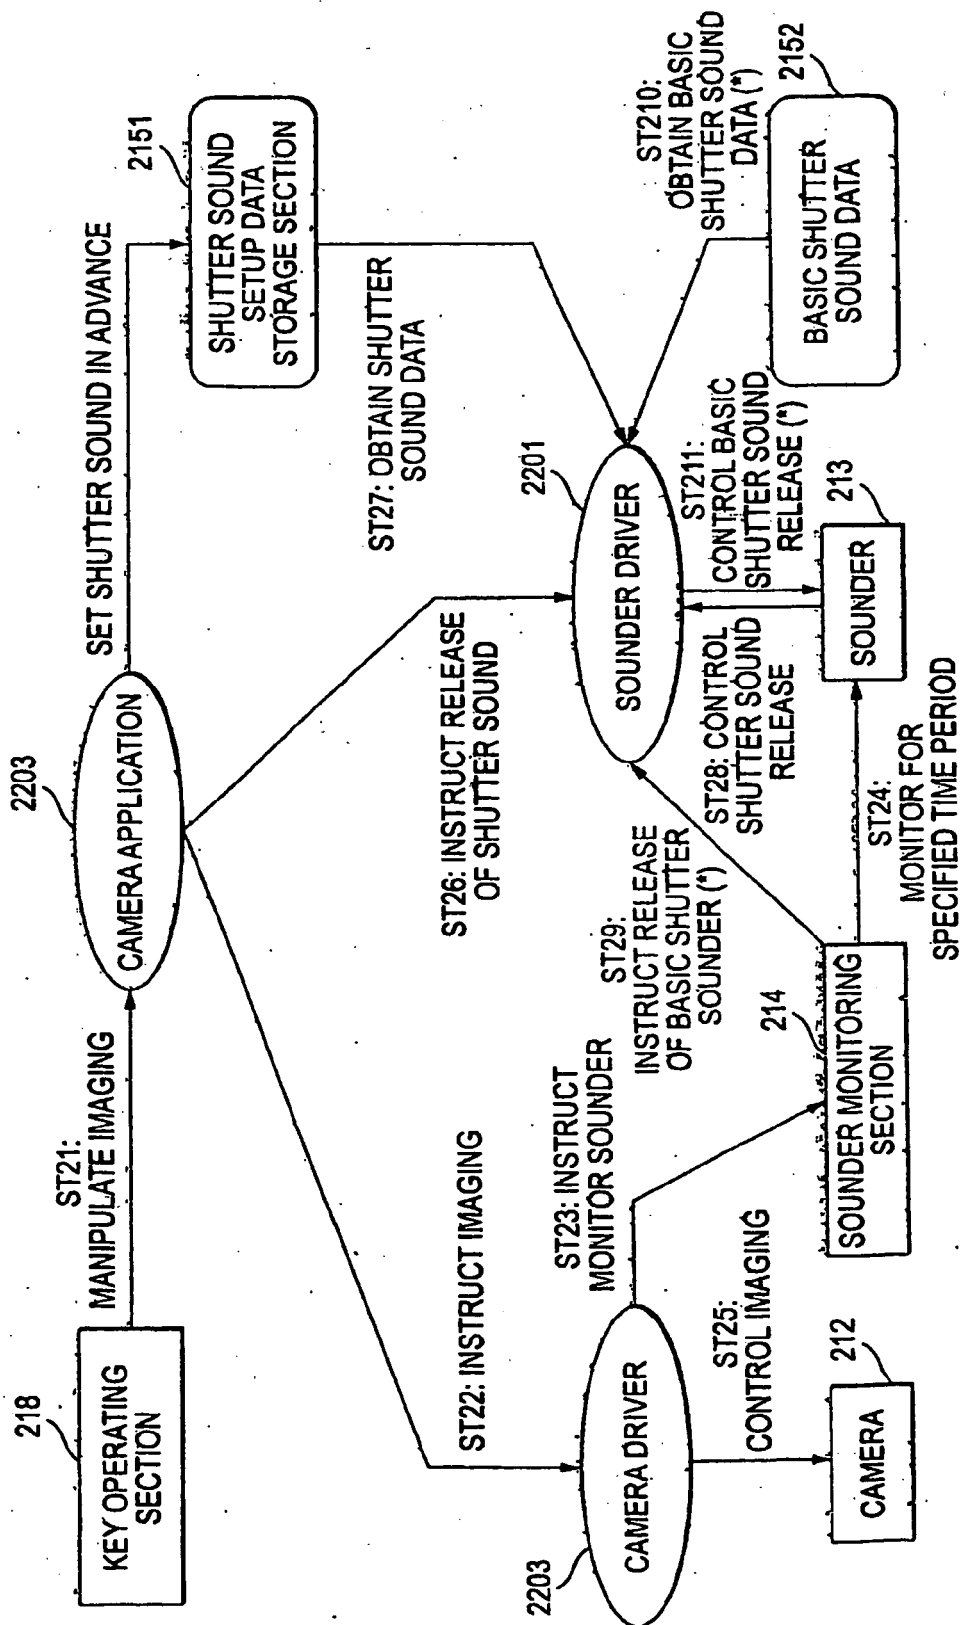 218
KEY OPERATING
SECTION
ST21:
MANIPULATE IMAGING
2203
CAMERA APPLICATION
SET SHUTTER SOUND IN ADVANCE
2151
SHUTTER SOUND
SETUP DATA
STORAGE SECTION
ST22: INSTRUCT IMAGING
ST26: INSTRUCT RELEASE
OF SHUTTER SOUND
ST27: OBTAIN SHUTTER
SOUND DATA
2203
CAMERA DRIVER
ST23: INSTRUCT
MONITOR SOUNDER
ST29:
INSTRUCT RELEASE
OF BASIC SHUTTER
SOUNDER (*)
2201
SOUNDER DRIVER
ST210:
OBTAIN BASIC
SHUTTER SOUND
DATA (*)
ST25:
CONTROL IMAGING
214
SOUNDER MONITORING
SECTION
ST28: CONTROL
SHUTTER SOUND
RELEASE
ST211:
CONTROL BASIC
SHUTTER SOUND
RELEASE (*)
2152
BASIC SHUTTER
SOUND DATA
212
CAMERA
ST24:
MONITOR FOR
SPECIFIED TIME PERIOD
213
SOUNDER